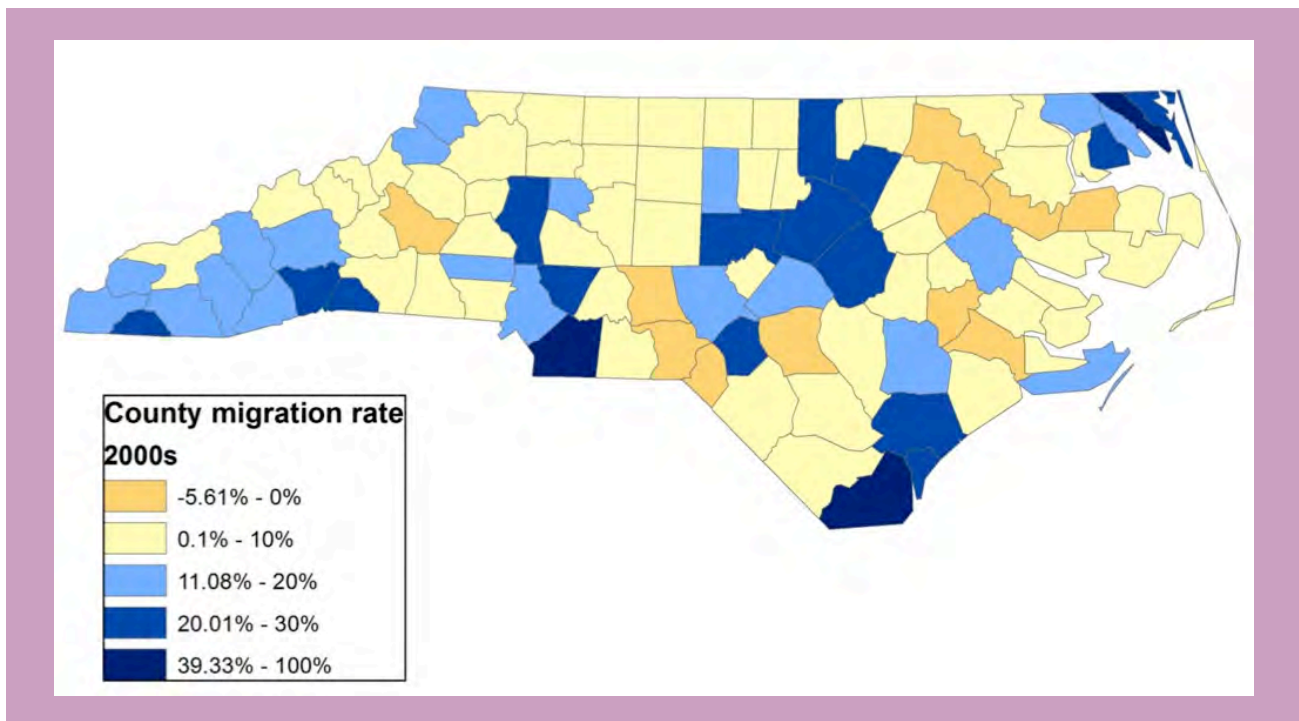 County migration rate
2000s
-5.61% - 0%
0.1% - 10%
11.08% - 20%
20.01% - 30%
39.33% - 100%